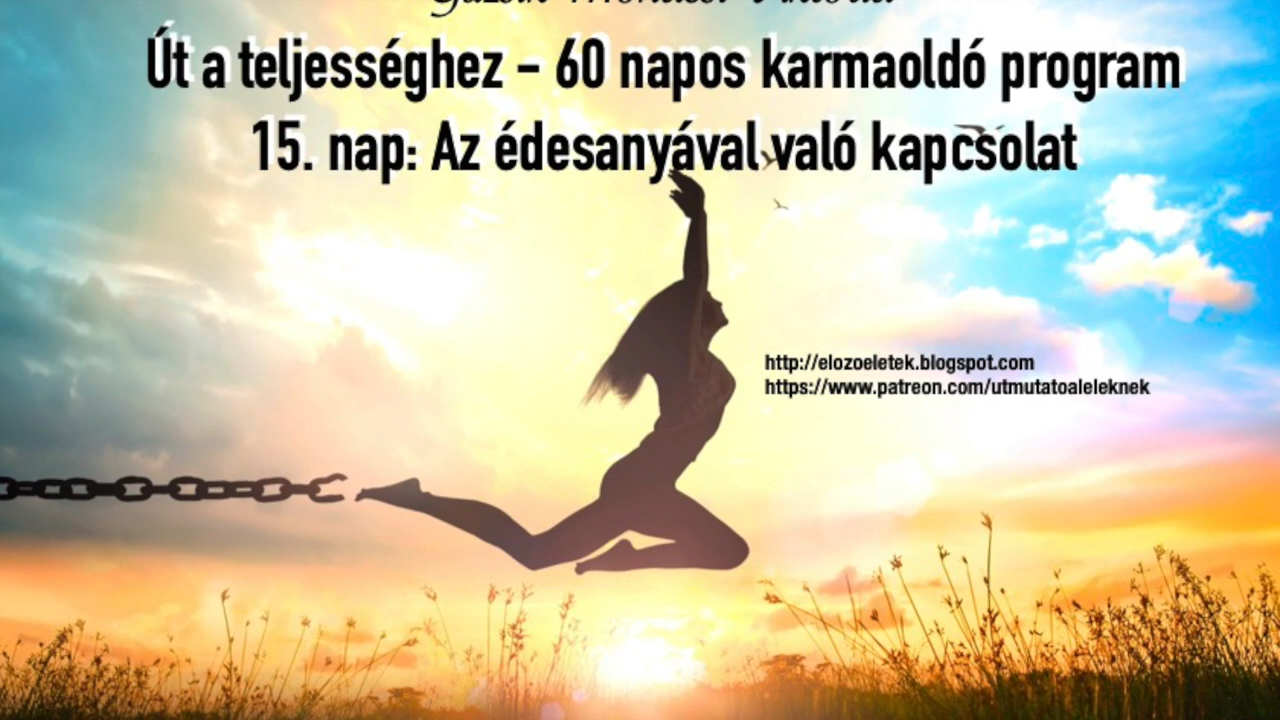 Út a teljességhez – 60 napos karmaoldó program
15. nap: Az édesanyával való kapcsolat
http://elozoeletek.blogspot.com
https://www.patreon.com/utmutatoaleleknek